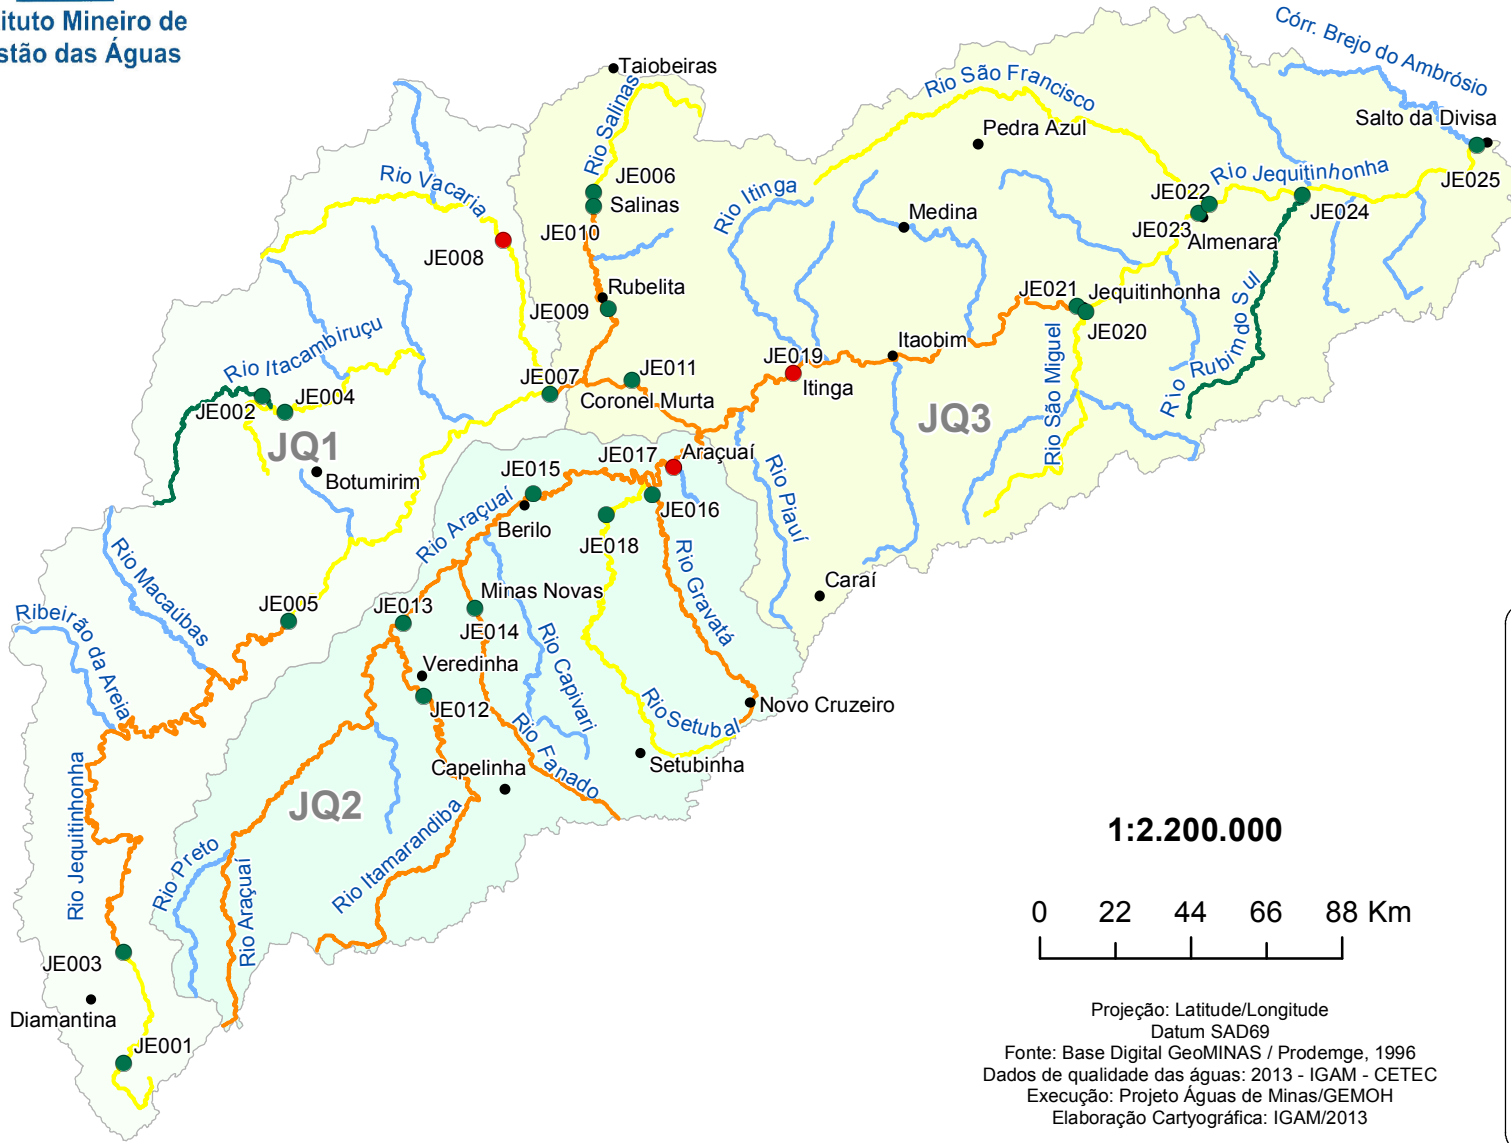 ituto Mineiro de
stão das Águas
Taiobeiras
Córr. Brejo do Ambrósio
Rio São Francisco
Rio Salinas
Salto da Divisa
Pedra Azul
Rio Jequitinhonha
JE025
Rio Vacaria
JE006
Salinas
Rio Itinga
JE022
JE024
Medina
JE010
JE023
Almenara
JE008
Rubelita
JE009
JE021
Jequitinhonha
JE020
Rio Itacambiruçu
Rio Rubim do Sul
Itaobim
JE019
Itinga
JE007
JE011
Coronel Murta
Rio São Miguel
JE002
JE004
JQ1
JQ3
Botumirim
JE017
Araçuaí
JE015
Rio Piauí
Rio Araçuaí
Berilo
JE016
JE018
Rio Macaúbas
Rio Gravatá
Caraí
Ribeirão da Areia
JE005
JE013
Minas Novas
JE014
Rio Capivari
Veredinha
JE012
Rio Setubal
Novo Cruzeiro
Rio Fanado
Setubinha
Capelinha
Rio Jequitinhonha
JQ2
Rio Itamarandiba
Rio Preto
Rio Araçuaí
JE003
Diamantina
JE001
1:2.200.000
0 22 44 66 88 Km
Projeção: Latitude/Longitude
Datum SAD69
Fonte: Base Digital GeoMINAS / Prodemge, 1996
Dados de qualidade das águas: 2013 - IGAM - CETEC
Execução: Projeto Águas de Minas/GEMOH
Elaboração Cartyográfica: IGAM/2013